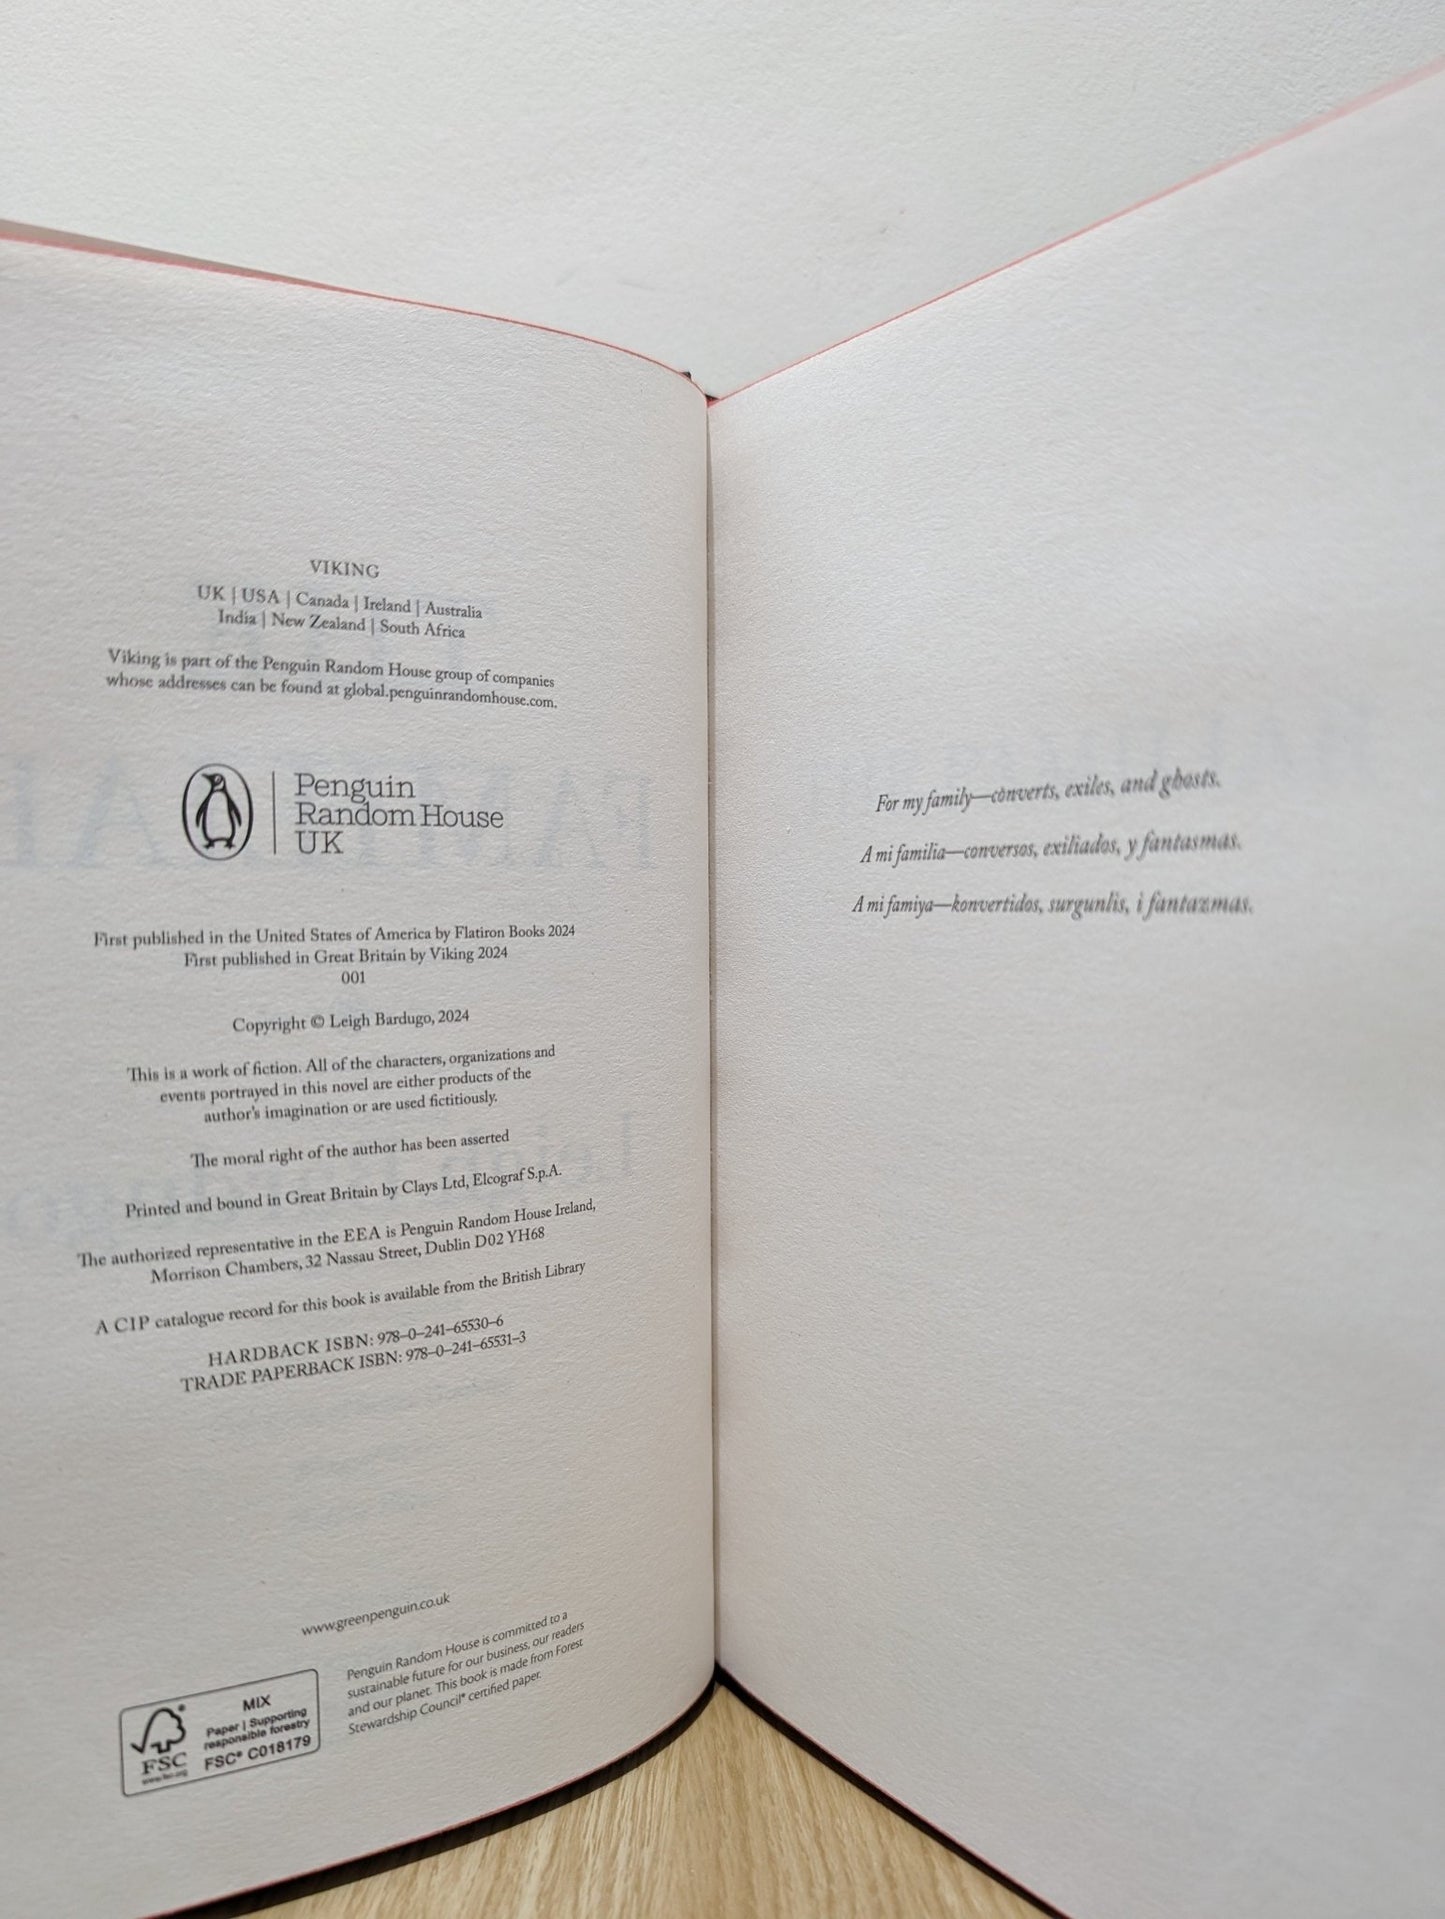 VIKING
UK | USA | Canada | Ireland | Australia
India | New Zealand | South Africa
Viking is part of the Penguin Random House group of companies
whose addresses can be found at global.penguinrandomhouse.com.
Penguin
Random House
UK
First published in the United States of America by Flatiron Books 2024
First published in Great Britain by Viking 2024
001
Copyright © Leigh Bardugo, 2024
This is a work of fiction. All of the characters, organizations and
events portrayed in this novel are either products of the
author's imagination or are used fictitiously.
The moral right of the author has been asserted
Printed and bound in Great Britain by Clays Ltd, Elcograf S.p.A.
The authorized representative in the EEA is Penguin Random House Ireland,
Morrison Chambers, 32 Nassau Street, Dublin D02 YH68
A CIP catalogue record for this book is available from the British Library
HARDBACK ISBN: 978–0–241–65530–6
TRADE PAPERBACK ISBN: 978–0–241–65531–3
www.greenpenguin.co.uk
MIX
Paper | Supporting
responsible forestry
FSC® C018179
FSC
www.fsc.org
Penguin Random House is committed to a
sustainable future for our business, our readers
and our planet. This book is made from Forest
Stewardship Council® certified paper.
For my family—converts, exiles, and ghosts.
A mi familia—conversos, exiliados, y fantasmas.
A mi famiya—konvertidos, surgunlis, i fantazmas.